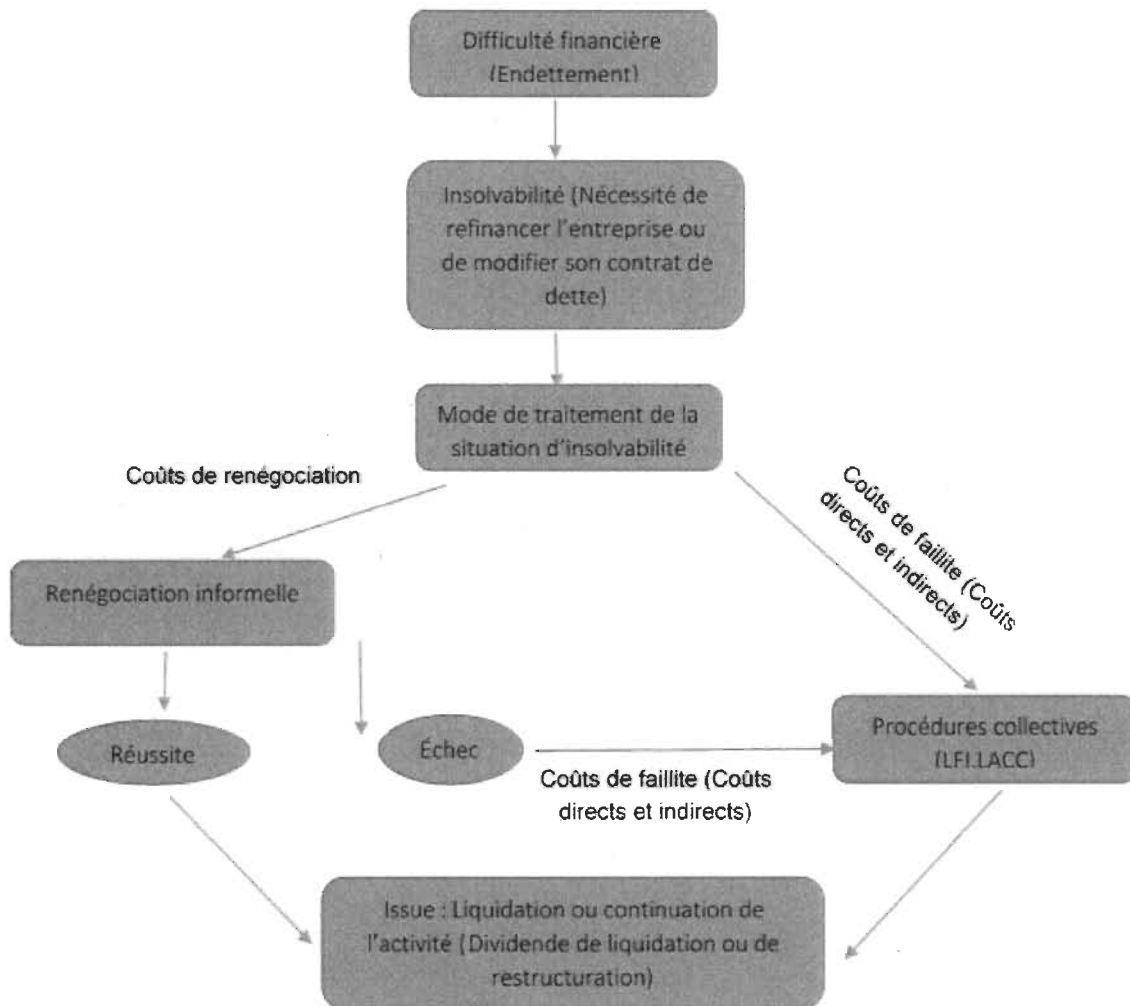 Difficulté financière
(Endettement)
Insolvabilité (Nécessité de
refinancer l'entreprise ou
de modifier son contrat de
dette)
Mode de traitement de la
situation d'insolvabilité
Coûts de renégociation
Coûts de faillite (Coûts
directs et indirects)
Renégociation informelle
Réussite
Échec
Procédures collectives
(LFI.LACC)
Coûts de faillite (Coûts
directs et indirects)
Issue : Liquidation ou continuation de
l'activité (Dividende de liquidation ou de
restructuration)